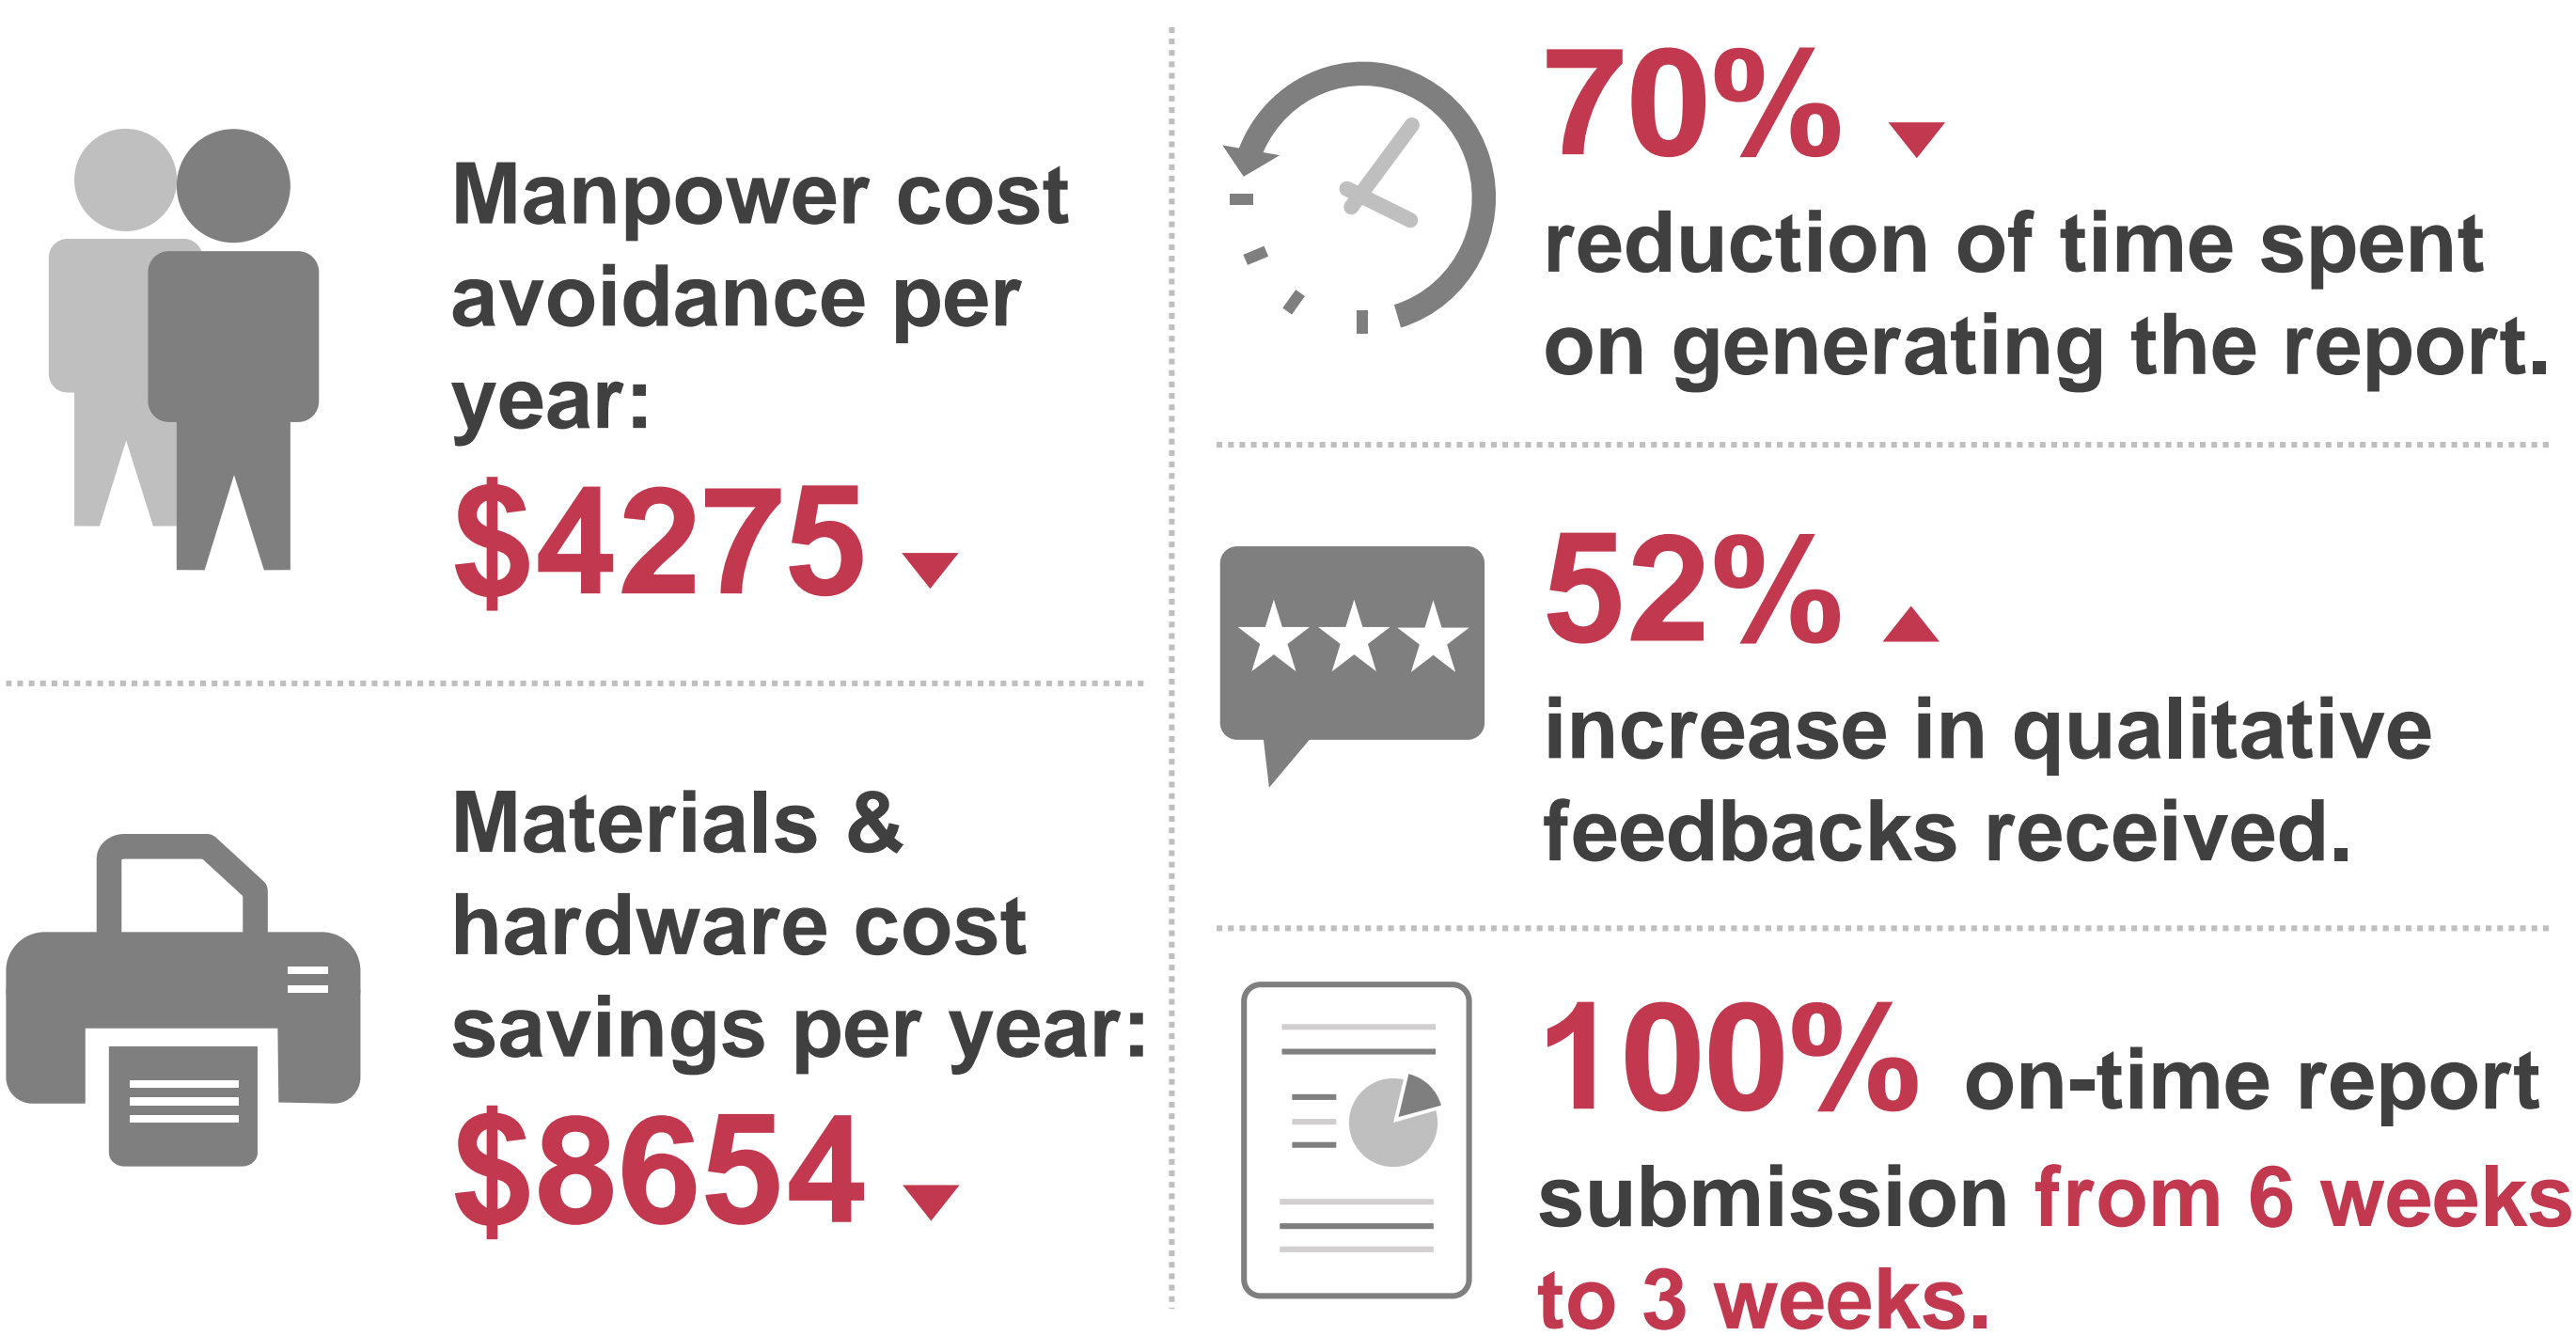 Manpower cost
avoidance per
year:
$4275
Materials &
hardware cost
savings per year:
$8654
70%
reduction of time spent
on generating the report.
52%
increase in qualitative
feedbacks received.
100% on-time report
submission from 6 weeks
to 3 weeks.